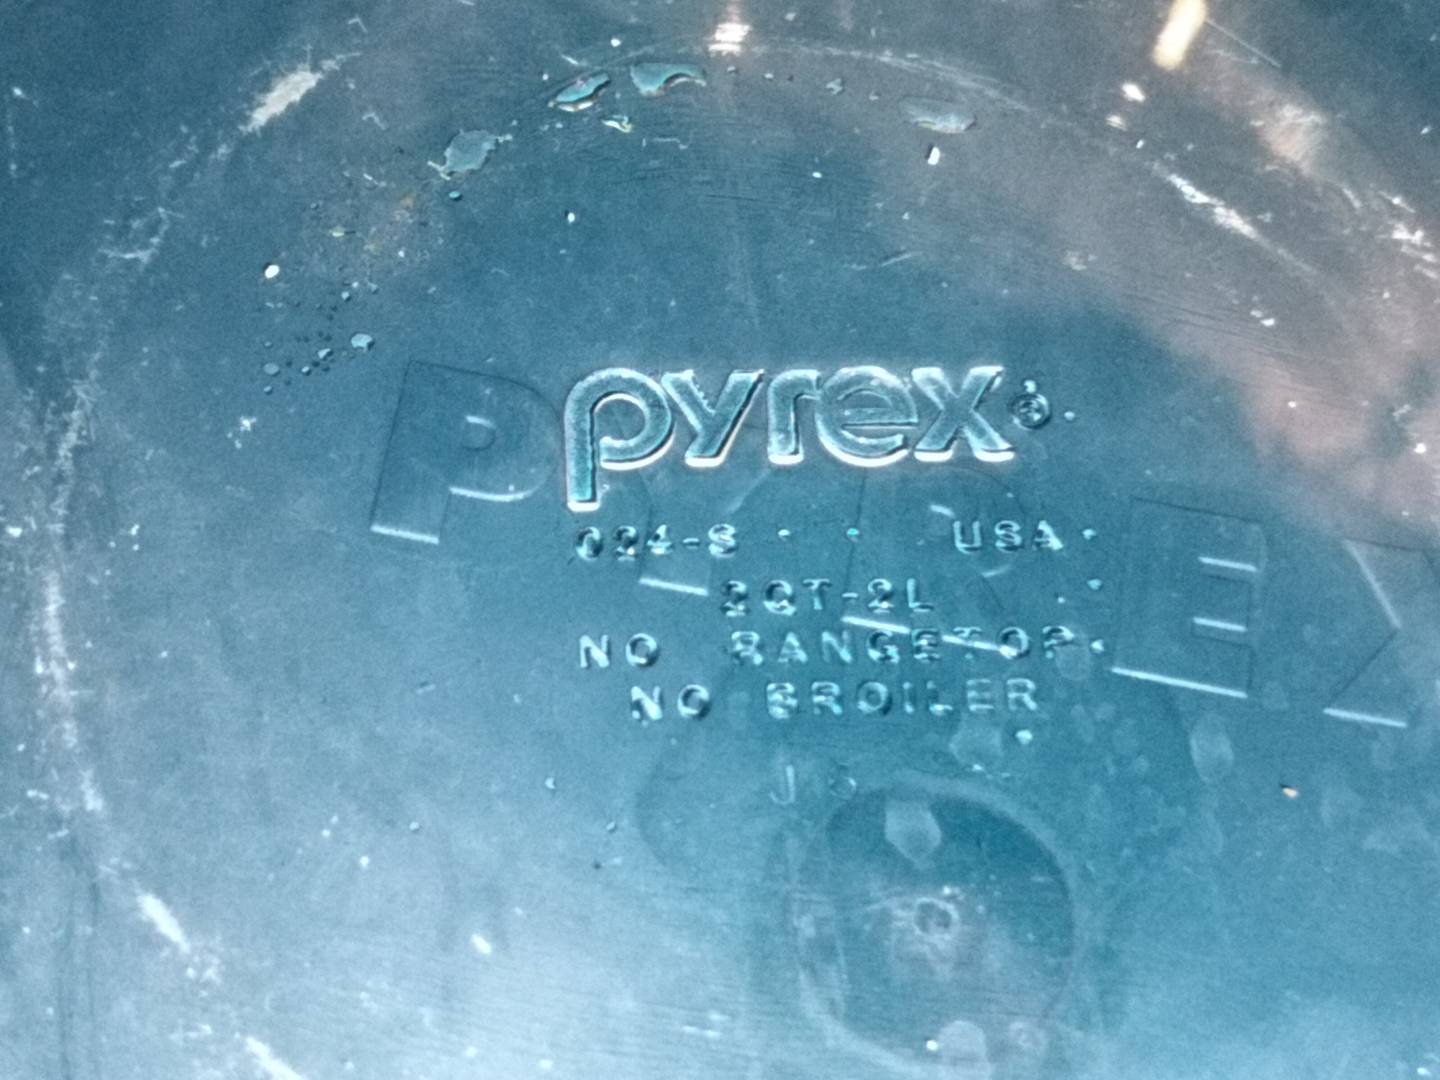 pyrex®
024-S USA
2QT-2L
NO RANGETOP
NO BROILER
J
PYREX